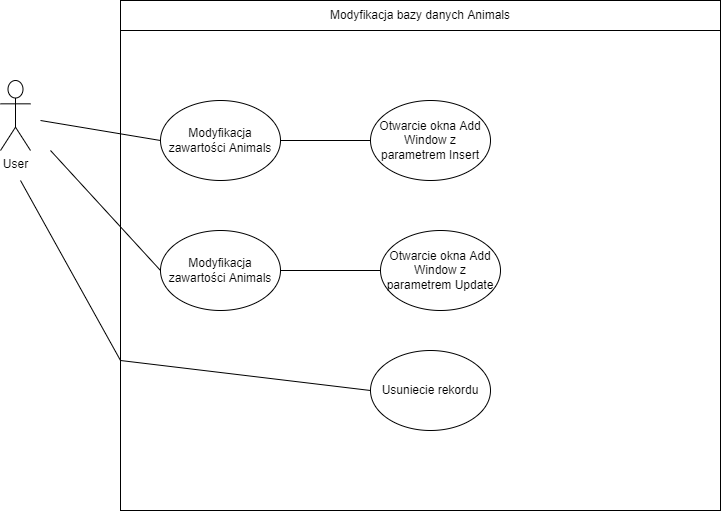 Modyfikacja bazy danych Animals
User
Modyfikacja
zawartości Animals
Otwarcie okna Add
Window z
parametrem Insert
Modyfikacja
zawartości Animals
Otwarcie okna Add
Window z
parametrem Update
Usuniecie rekordu